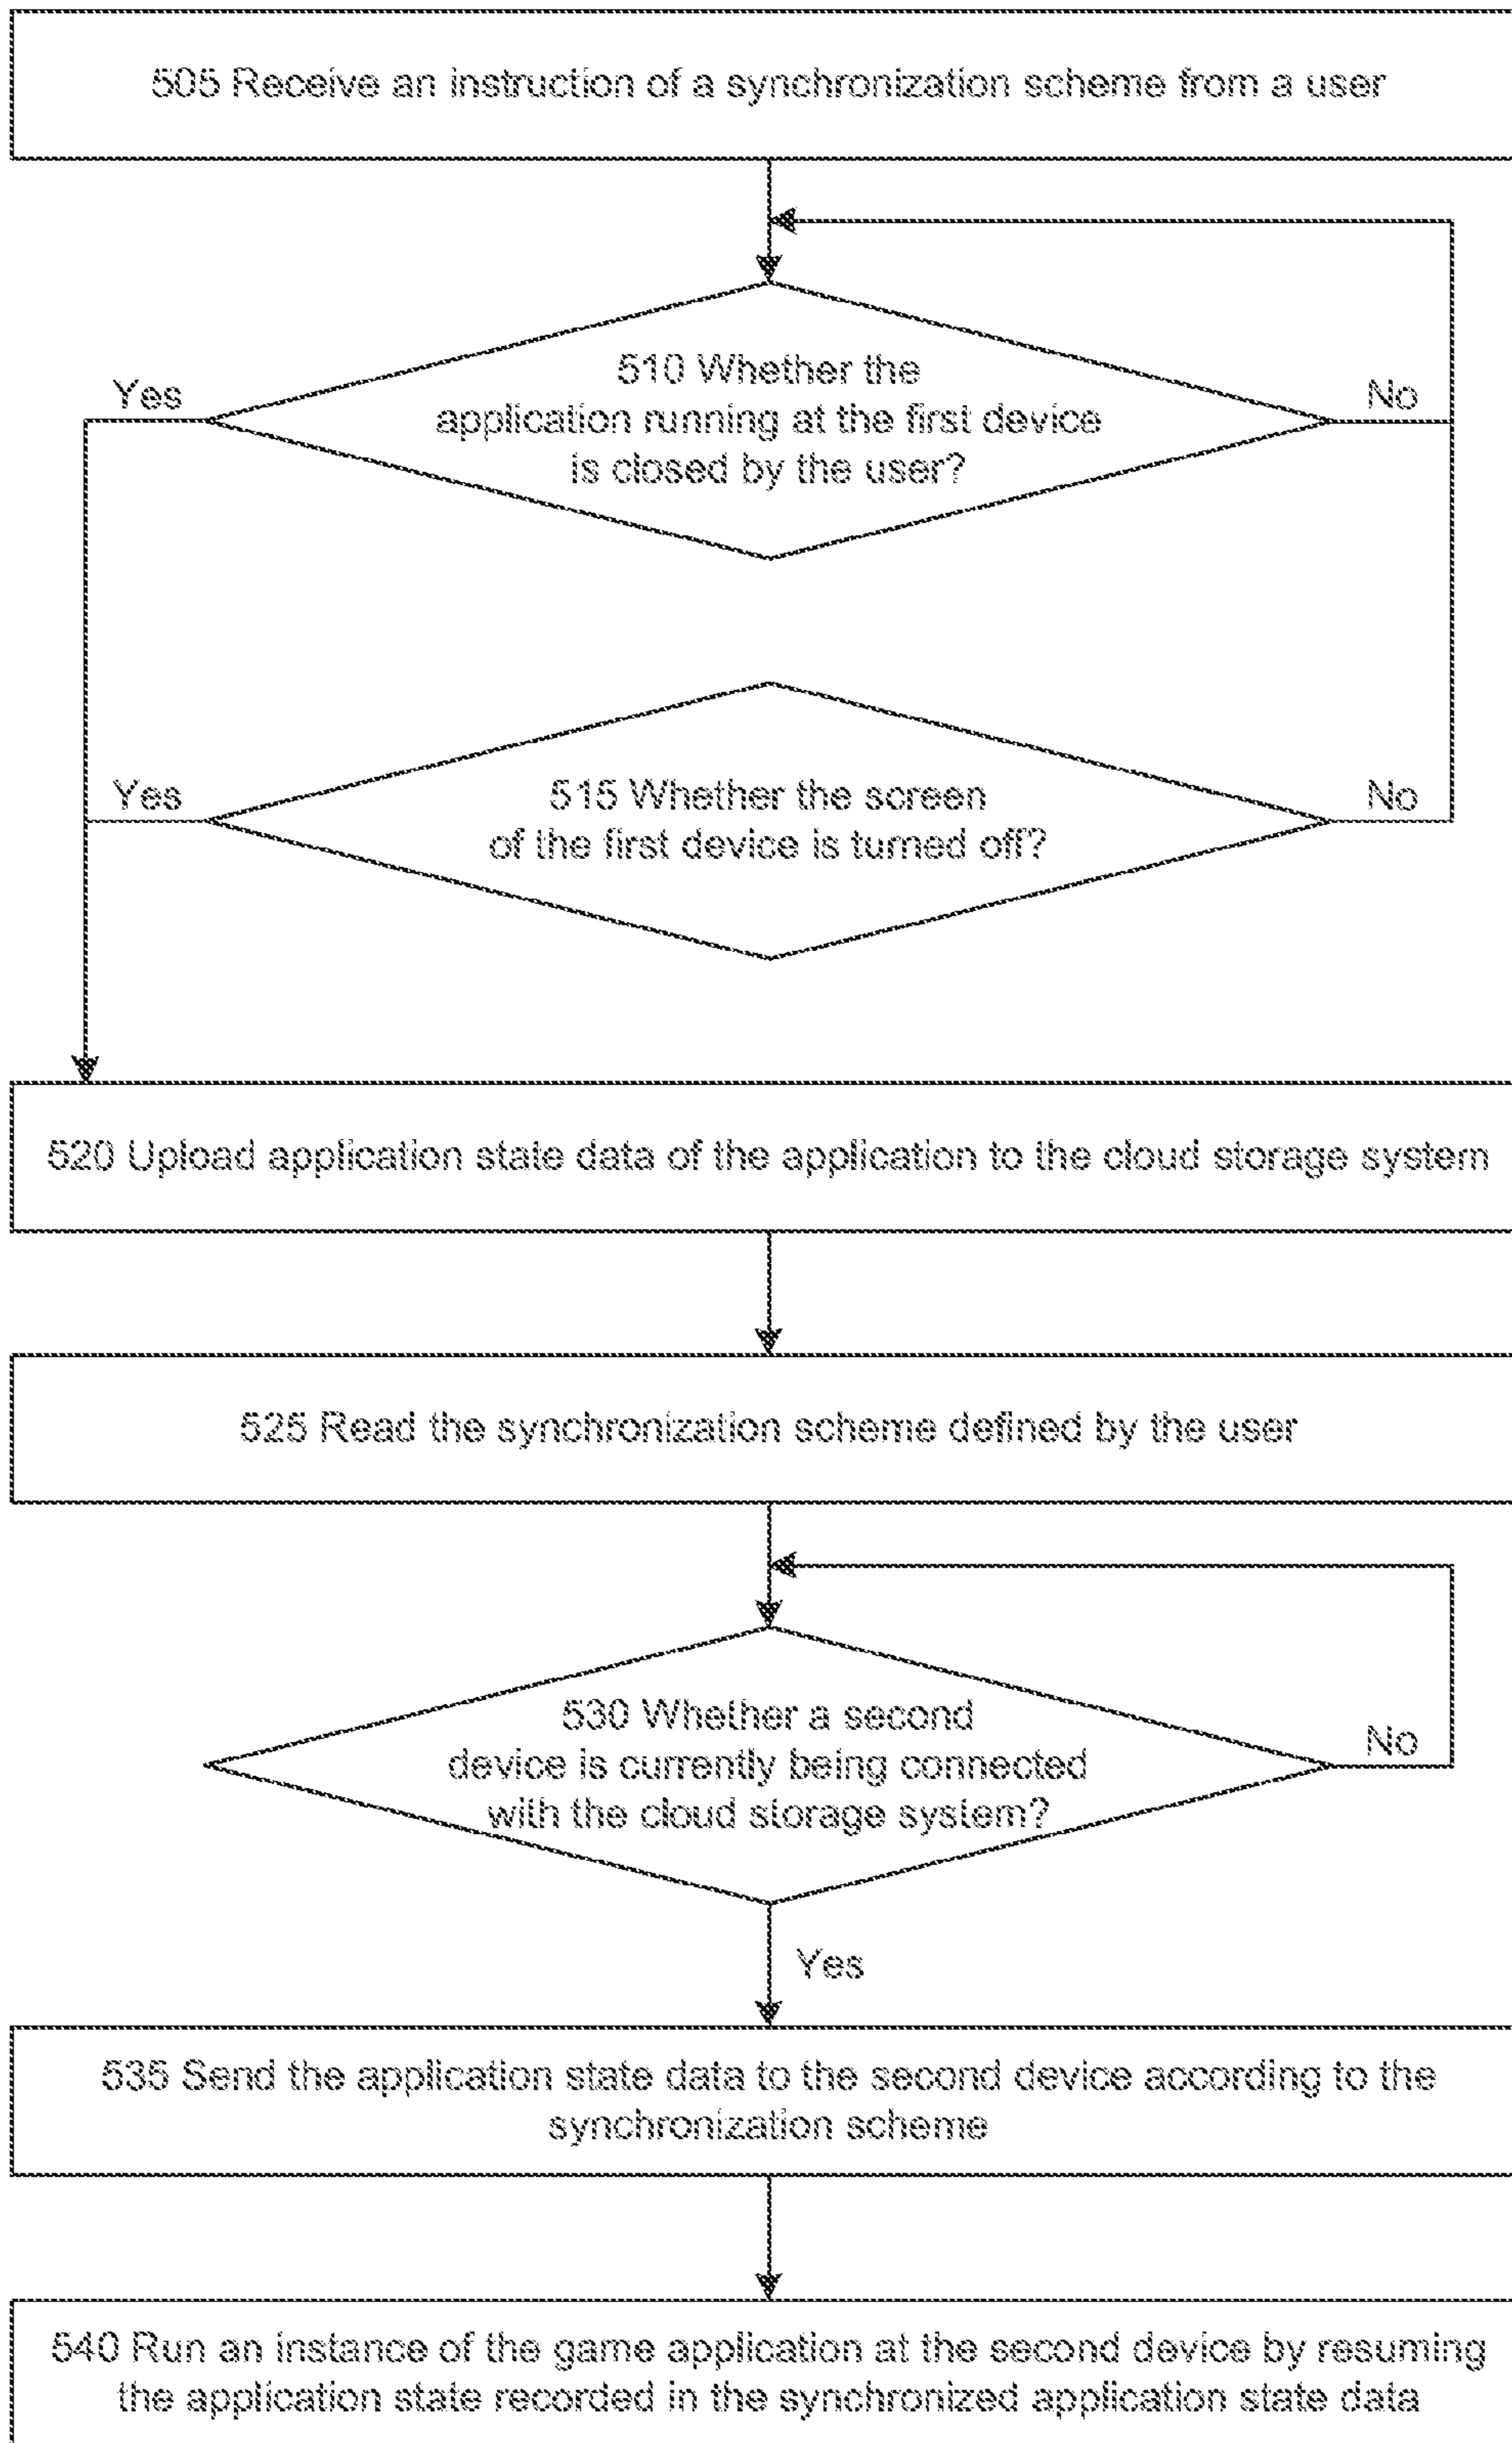 505 Receive an instruction of a synchronization scheme from a user
510 Whether the
application running at the first device
is closed by the user?
Yes
No
515 Whether the screen
of the first device is turned off?
Yes
No
520 Upload application state data of the application to the cloud storage system
525 Read the synchronization scheme defined by the user
530 Whether a second
device is currently being connected
with the cloud storage system?
No
Yes
535 Send the application state data to the second device according to the
synchronization scheme
540 Run an instance of the game application at the second device by resuming
the application state recorded in the synchronized application state data